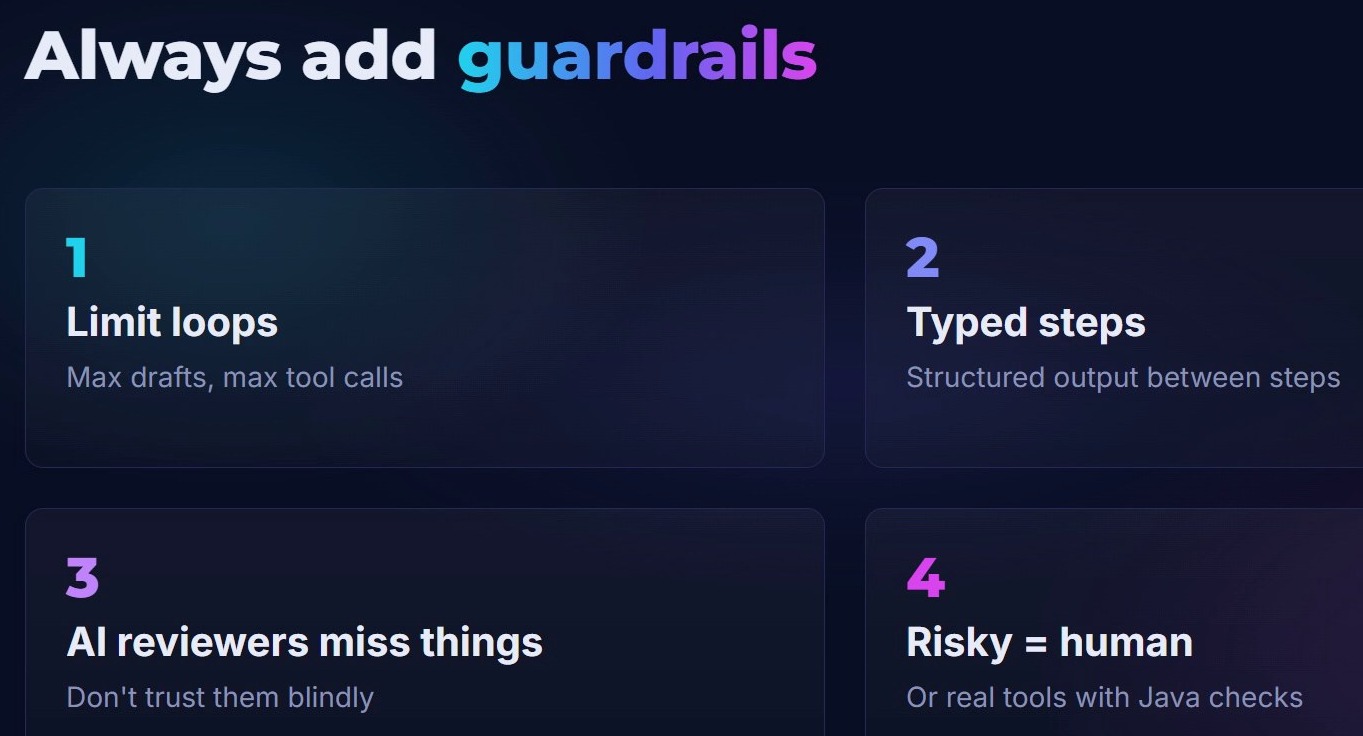 Always add guardrails
1
Limit loops
Max drafts, max tool calls
2
Typed steps
Structured output between steps
3
AI reviewers miss things
Don't trust them blindly
4
Risky = human
Or real tools with Java checks